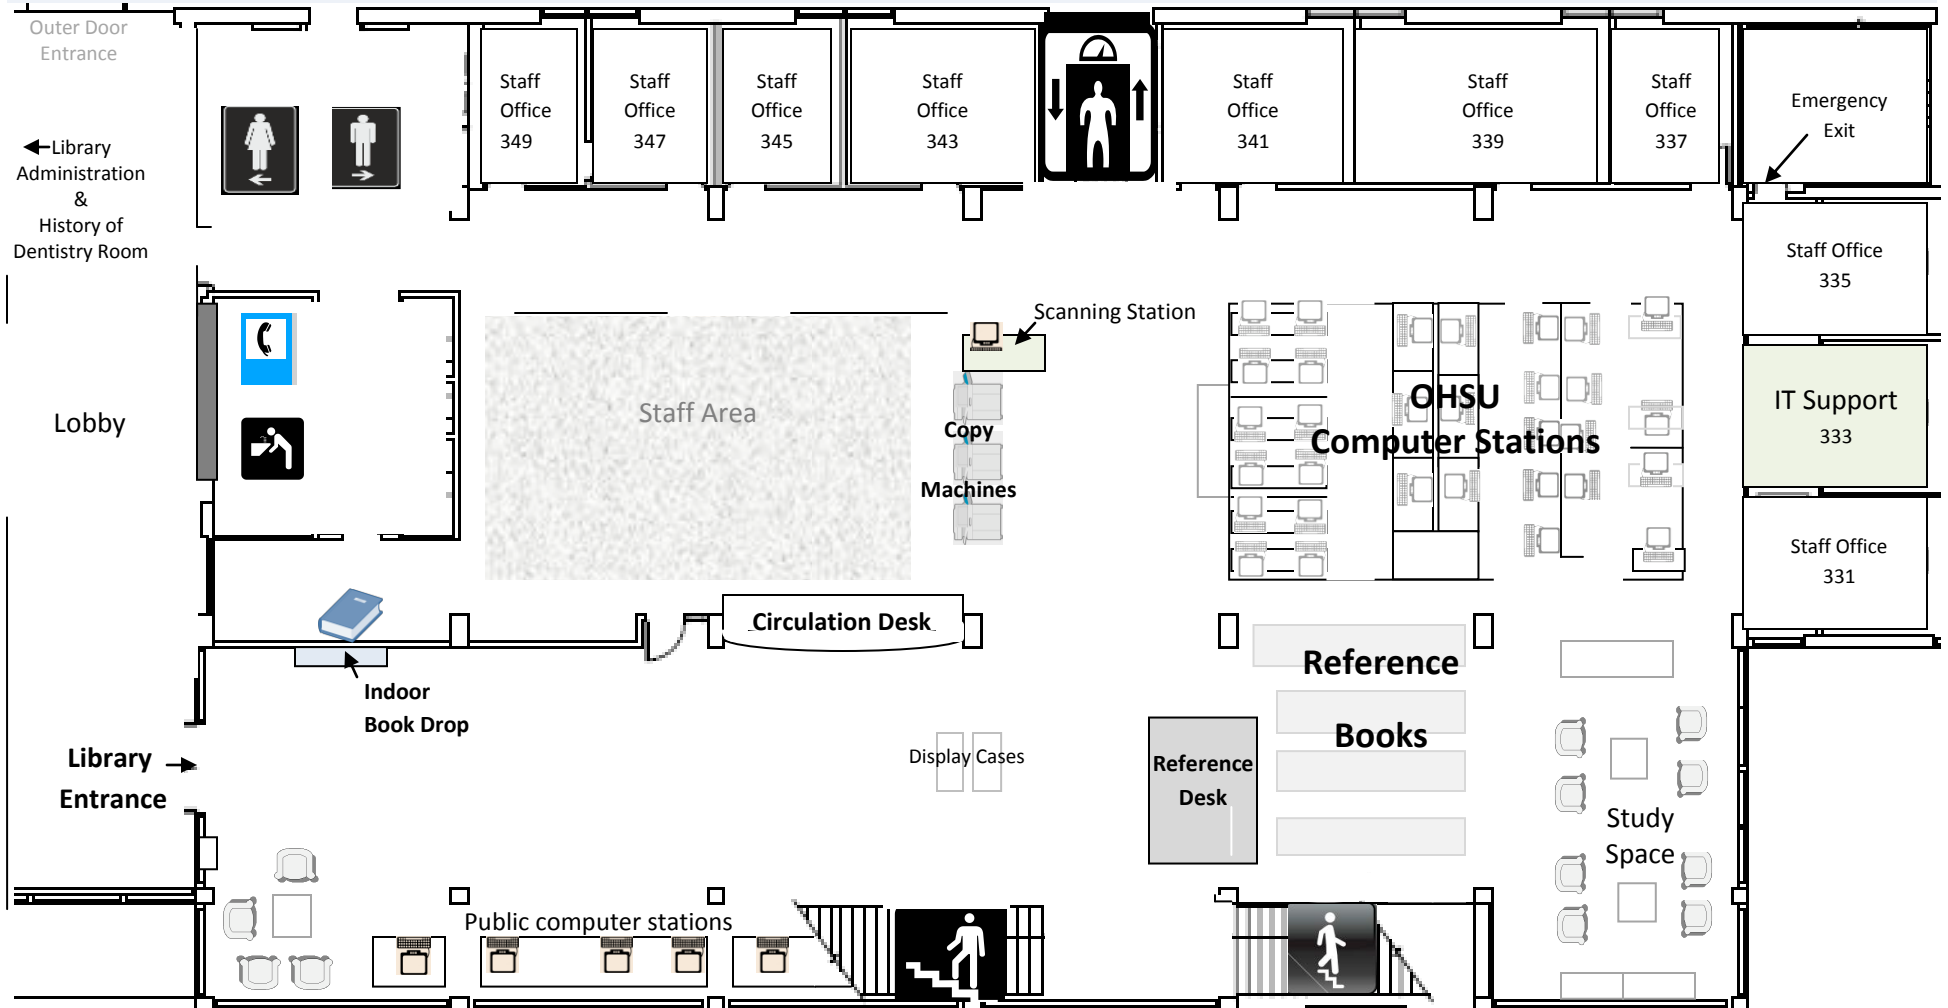 Outer Door
Entrance
Library
Administration
&
History of
Dentistry Room
Staff
Office
349
Staff
Office
347
Staff
Office
345
Staff
Office
343
Staff
Office
341
Staff
Office
339
Staff
Office
337
Emergency
Exit
Staff Office
335
Scanning Station
Lobby
Staff Area
Copy
Machines
OHSU
Computer Stations
IT Support
333
Staff Office
331
Circulation Desk
Indoor
Book Drop
Reference
Books
Library
Entrance
Display Cases
Reference
Desk
Study
Space
Public computer stations